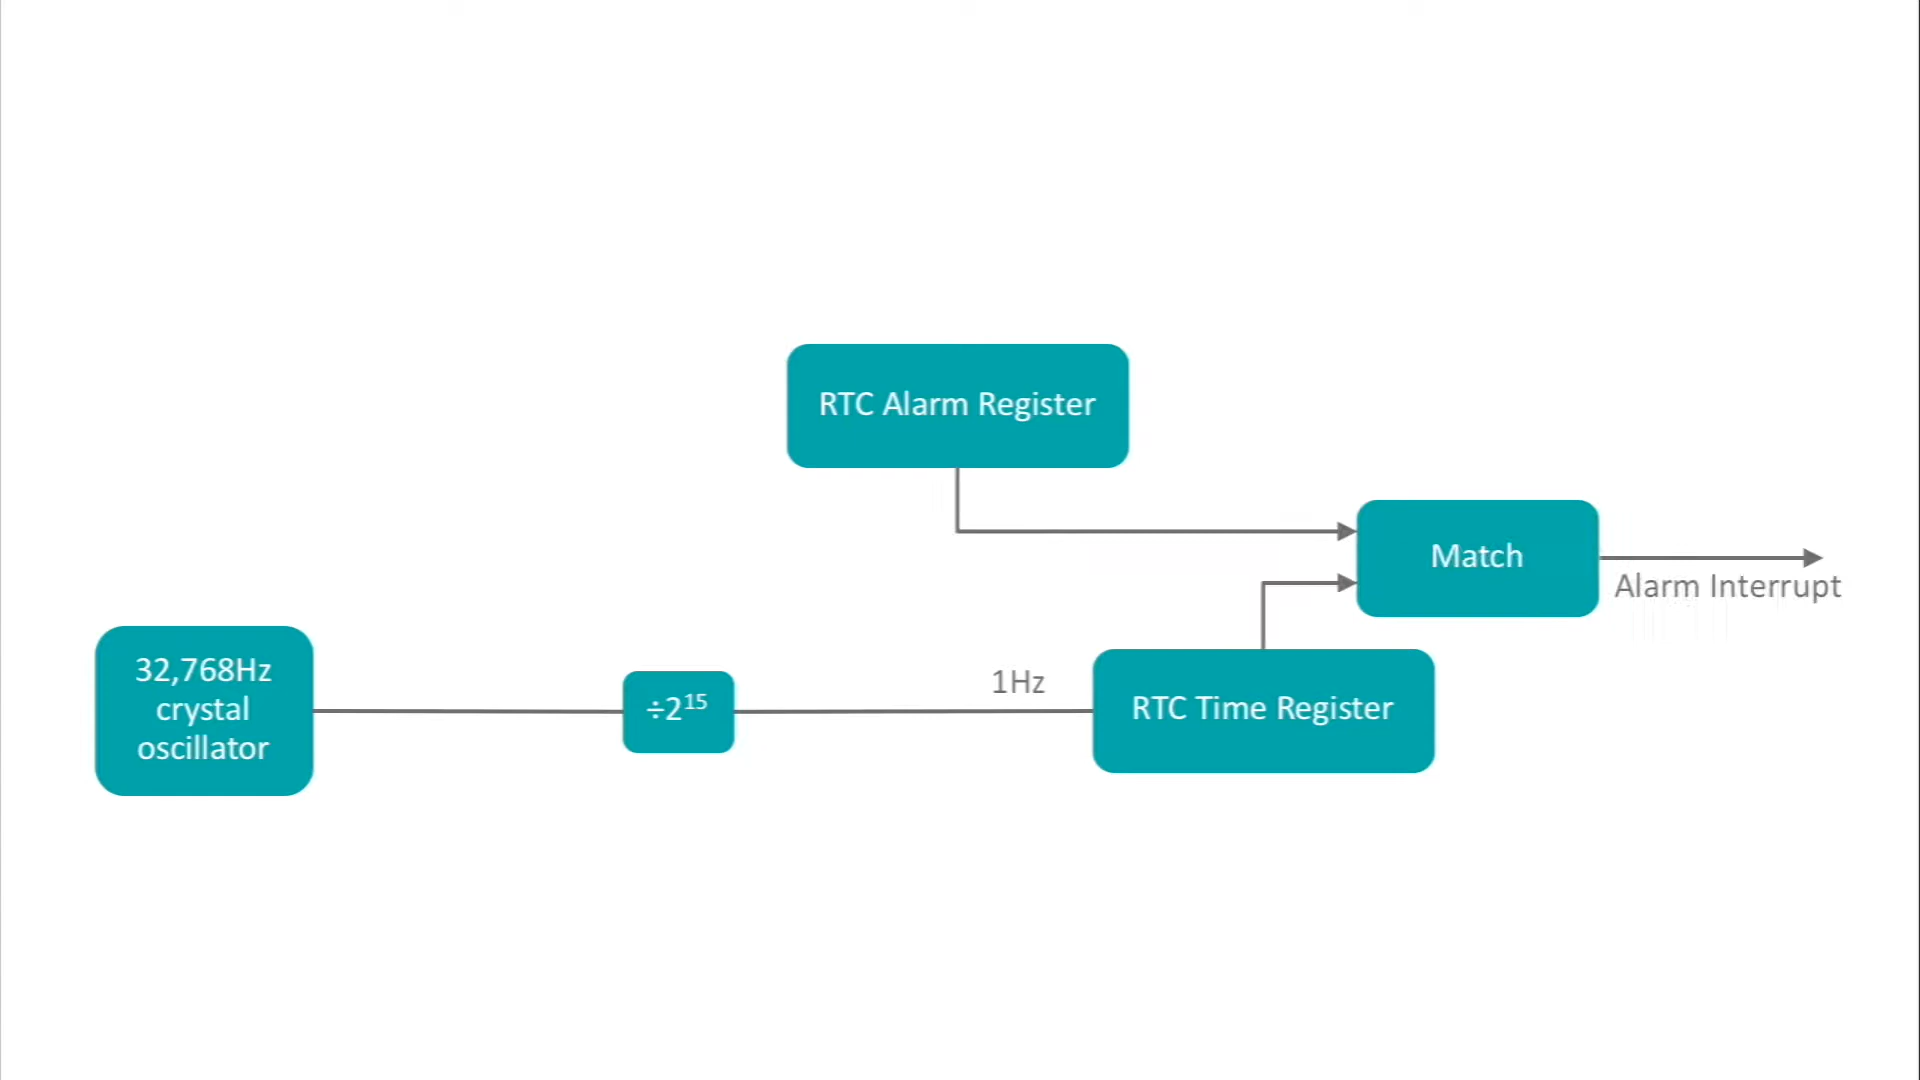 RTC Alarm Register
Match
Alarm Interrupt
32,768Hz
crystal
oscillator
÷2¹⁵
1Hz
RTC Time Register